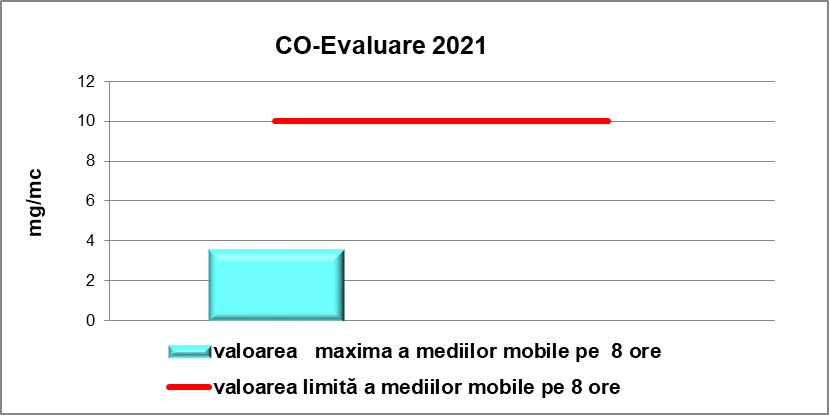 CO-Evaluare 2021
12
10
8
6
4
2
0
mg/mc
valoarea maxima a mediilor mobile pe 8 ore
valoarea limită a mediilor mobile pe 8 ore